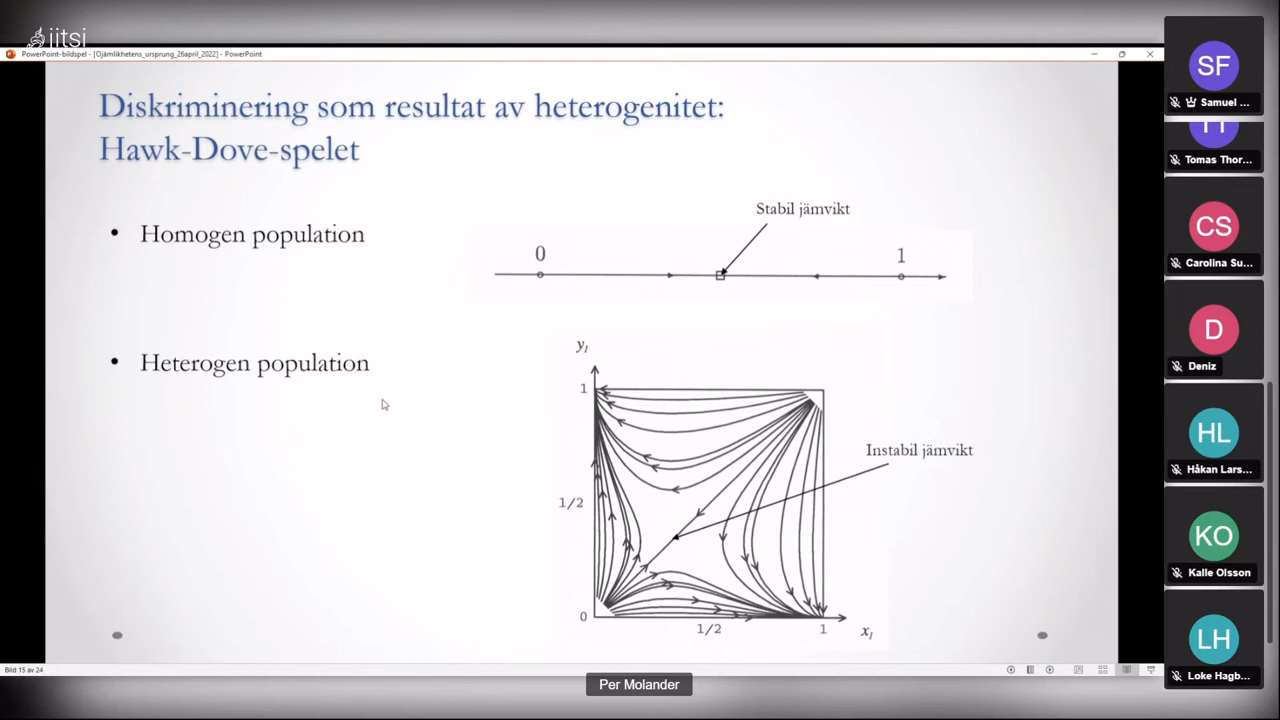 jitsi
PowerPoint-bildspel - [Ojämlikhetens_ursprung_26april_2022] - PowerPoint
Diskriminering som resultat av heterogenitet:
Hawk-Dove-spelet
• Homogen population
Stabil jämvikt
0
1
• Heterogen population
y_l
1
1/2
0
1/2
1
x_l
Instabil jämvikt
Bild 15 av 24
Per Molander
SF
Samuel ...
TT
Tomas Thor...
CS
Carolina Su...
D
Deniz
HL
Håkan Lars...
KO
Kalle Olsson
LH
Loke Hagb...